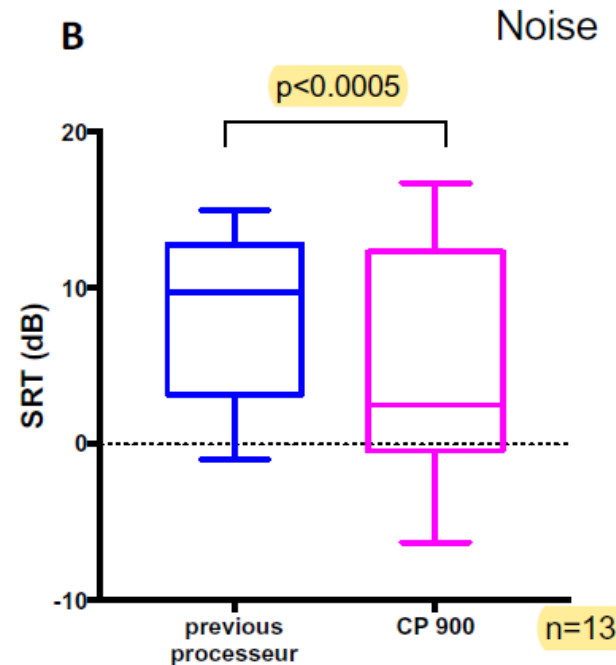 B
Noise
p<0.0005
20
10
0
-10
SRT (dB)
previous
processeur
CP 900
n=13